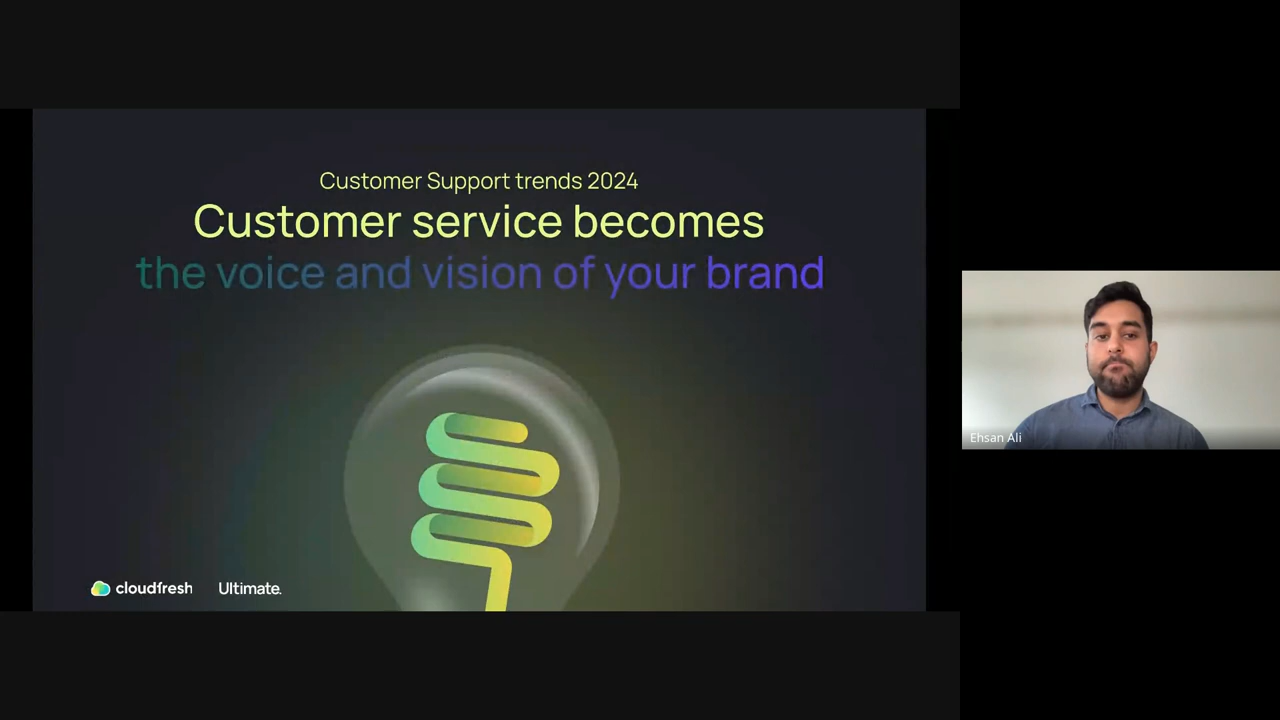 Customer Support trends 2024
Customer service becomes
the voice and vision of your brand
cloudfresh
Ultimate.
Ehsan Ali